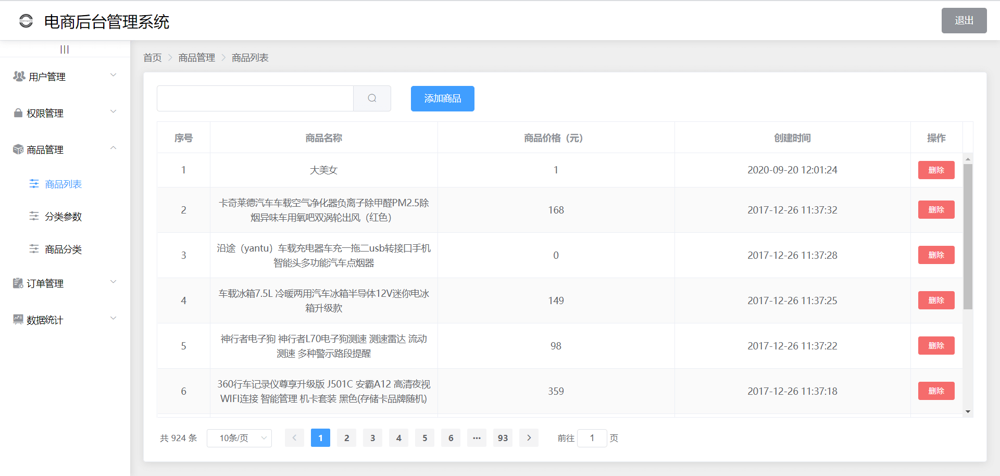 电商后台管理系统
退出
|||
用户管理
权限管理
商品管理
商品列表
分类参数
商品分类
订单管理
数据统计
首页 > 商品管理 > 商品列表
添加商品
序号 商品名称 商品价格（元） 创建时间 操作
1 大美女 1 2020-09-20 12:01:24 删除
卡奇莱德汽车车载空气净化器负离子除甲醛PM2.5除
2 烟异味车用氧吧双涡轮出风（红色） 168 2017-12-26 11:37:32 删除
沿途（yantu）车载充电器车充一拖二usb转接口手机
3 智能头多功能汽车点烟器 0 2017-12-26 11:37:28 删除
车载冰箱7.5L 冷暖两用汽车冰箱半导体12V迷你电冰
4 箱升级款 149 2017-12-26 11:37:25 删除
神行者电子狗 神行者L70电子狗测速 测速雷达 流动
5 测速 多种警示路段提醒 98 2017-12-26 11:37:22 删除
360行车记录仪尊享升级版 J501C 安霸A12 高清夜视
6 WIFI连接 智能管理 机卡套装 黑色(存储卡品牌随机) 359 2017-12-26 11:37:18 删除
共 924 条 10条/页 < 1 2 3 4 5 6 ··· 93 > 前往 1 页